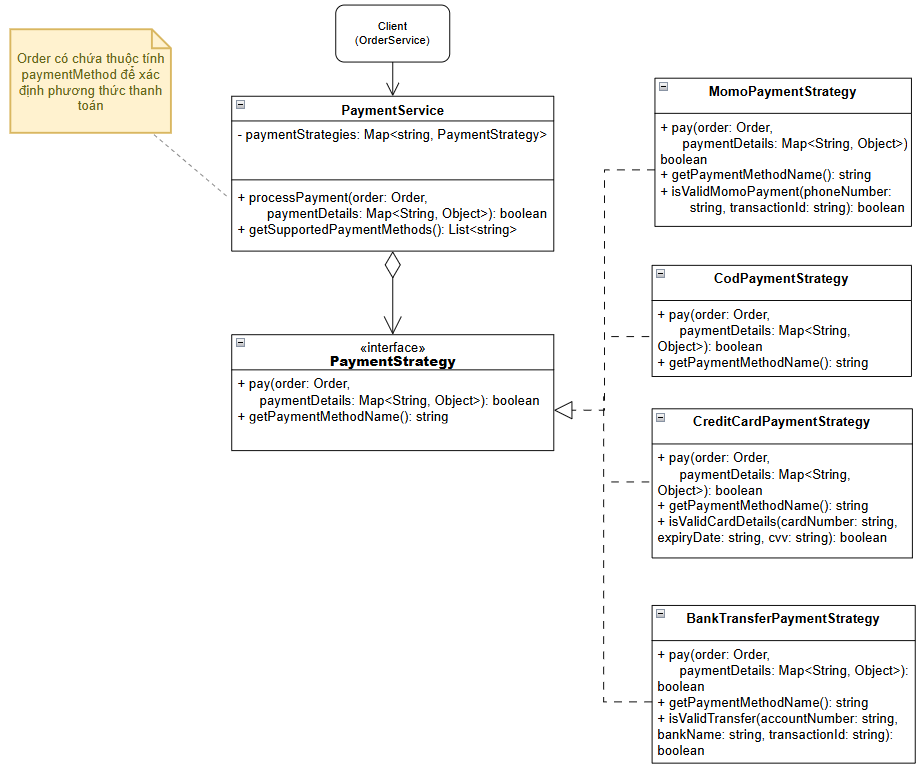 Client
(OrderService)
Order có chứa thuộc tính
paymentMethod để xác
định phương thức thanh
toán
PaymentService
- paymentStrategies: Map<string, PaymentStrategy>
+ processPayment(order: Order,
paymentDetails: Map<String, Object>): boolean
+ getSupportedPaymentMethods(): List<string>
«interface»
PaymentStrategy
+ pay(order: Order,
paymentDetails: Map<String, Object>): boolean
+ getPaymentMethodName(): string
MomoPaymentStrategy
+ pay(order: Order,
paymentDetails: Map<String, Object>)
boolean
+ getPaymentMethodName(): string
+ isValidMomoPayment(phoneNumber:
string, transactionId: string): boolean
CodPaymentStrategy
+ pay(order: Order,
paymentDetails: Map<String,
Object>): boolean
+ getPaymentMethodName(): string
CreditCardPaymentStrategy
+ pay(order: Order,
paymentDetails: Map<String,
Object>): boolean
+ getPaymentMethodName(): string
+ isValidCardDetails(cardNumber: string,
expiryDate: string, cvv: string): boolean
BankTransferPaymentStrategy
+ pay(order: Order,
paymentDetails: Map<String, Object>):
boolean
+ getPaymentMethodName(): string
+ isValidTransfer(accountNumber: string,
bankName: string, transactionId: string):
boolean